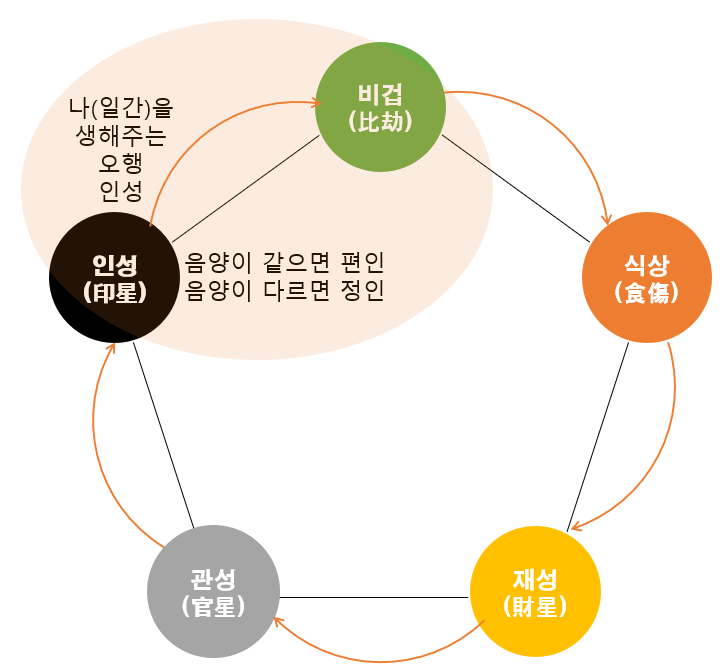 비겁
(比劫)
나(일간)을
생해주는
오행
인성
인성
(印星)
음양이 같으면 편인
음양이 다르면 정인
식상
(食傷)
관성
(官星)
재성
(財星)